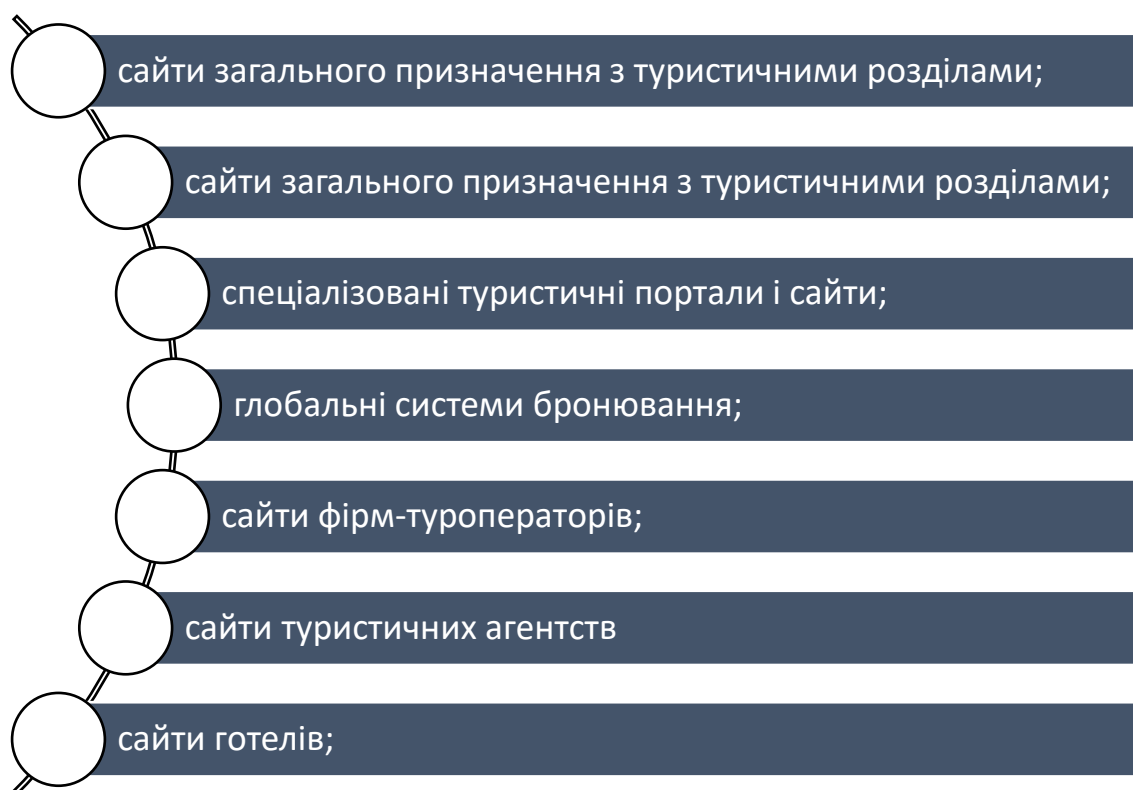 сайти загального призначення з туристичними розділами;
сайти загального призначення з туристичними розділами;
спеціалізовані туристичні портали і сайти;
глобальні системи бронювання;
сайти фірм-туроператорів;
сайти туристичних агентств
сайти готелів;